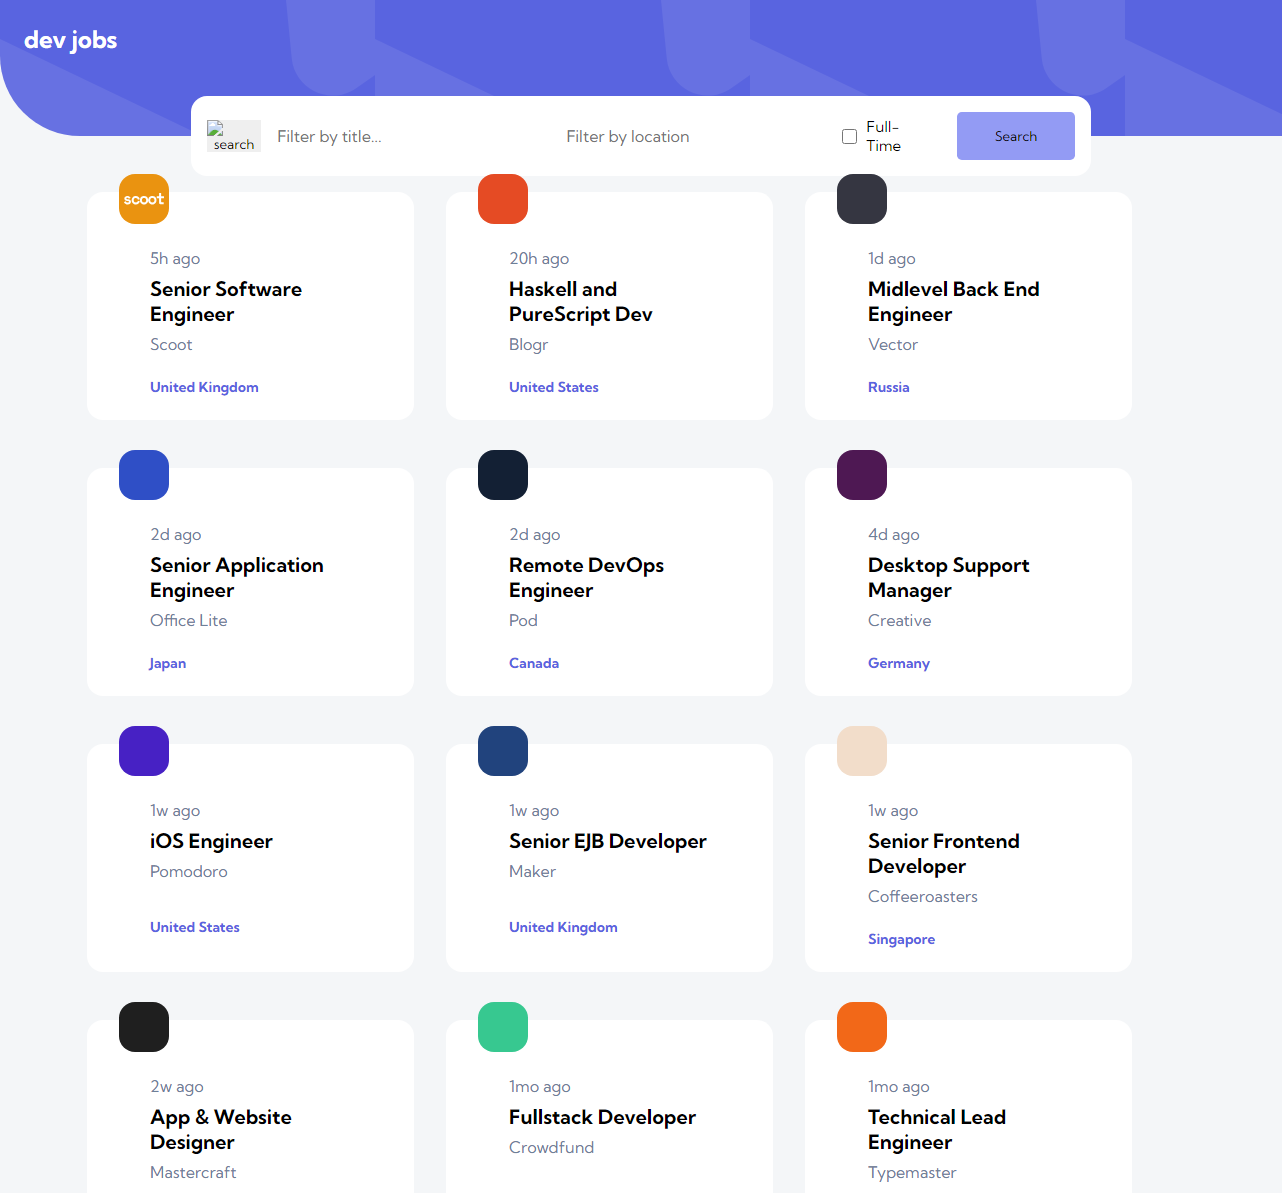 dev jobs
search
Filter by title...
Filter by location
Full-
Time
Search
scoot
5h ago
Senior Software
Engineer
Scoot
United Kingdom
20h ago
Haskell and
PureScript Dev
Blogr
United States
1d ago
Midlevel Back End
Engineer
Vector
Russia
2d ago
Senior Application
Engineer
Office Lite
Japan
2d ago
Remote DevOps
Engineer
Pod
Canada
4d ago
Desktop Support
Manager
Creative
Germany
1w ago
iOS Engineer
Pomodoro
United States
1w ago
Senior EJB Developer
Maker
United Kingdom
1w ago
Senior Frontend
Developer
Coffeeroasters
Singapore
2w ago
App & Website
Designer
Mastercraft
1mo ago
Fullstack Developer
Crowdfund
1mo ago
Technical Lead
Engineer
Typemaster